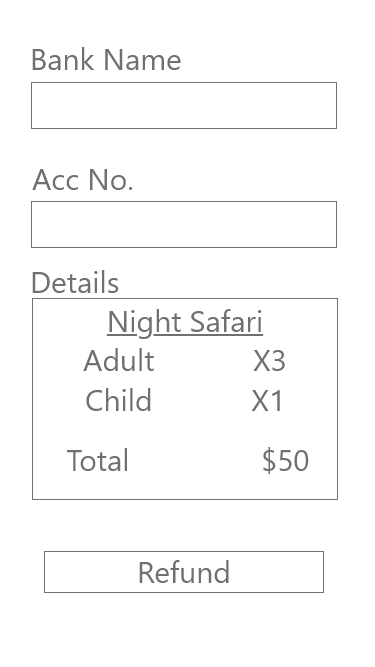 Bank Name
Acc No.
Details
Night Safari
Adult X3
Child X1
Total $50
Refund